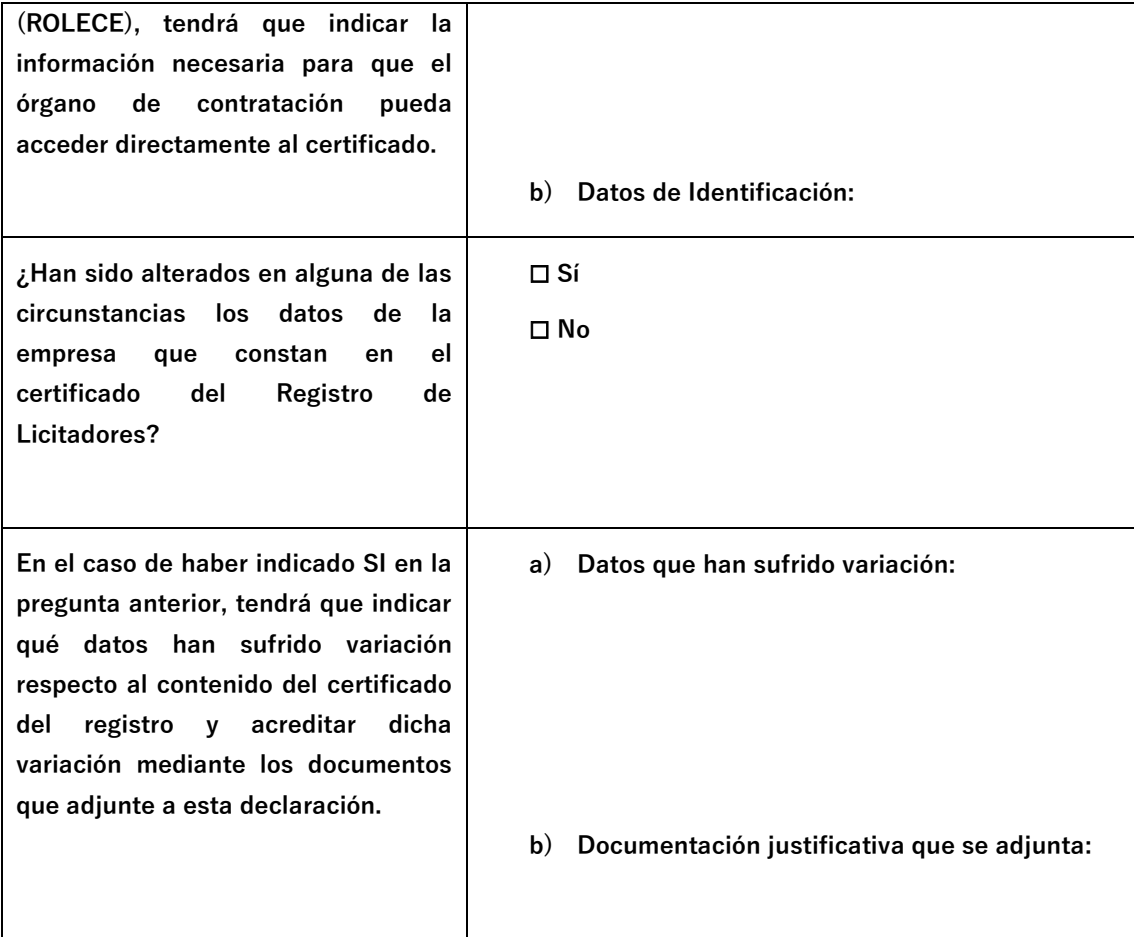 (ROLECE), tendrá que indicar la
información necesaria para que el
órgano de contratación pueda
acceder directamente al certificado.
b) Datos de Identificación:
¿Han sido alterados en alguna de las
circunstancias los datos de la
empresa que constan en el
certificado del Registro de
Licitadores?
☐ Sí
☐ No
En el caso de haber indicado SI en la
pregunta anterior, tendrá que indicar
qué datos han sufrido variación
respecto al contenido del certificado
del registro y acreditar dicha
variación mediante los documentos
que adjunte a esta declaración.
a) Datos que han sufrido variación:
b) Documentación justificativa que se adjunta: